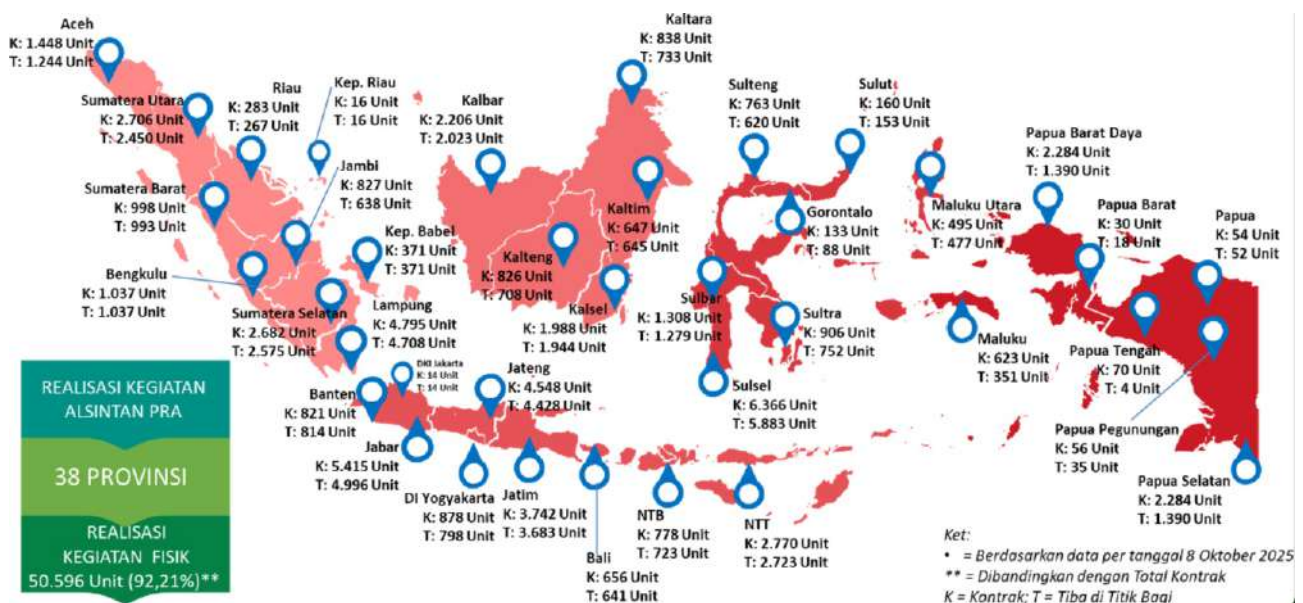 Aceh
K: 1.448 Unit
T: 1.244 Unit
Sumatera Utara
K: 2.706 Unit
T: 2.450 Unit
Riau
K: 283 Unit
T: 267 Unit
Kep. Riau
K: 16 Unit
T: 16 Unit
Jambi
K: 827 Unit
T: 638 Unit
Sumatera Barat
K: 998 Unit
T: 993 Unit
Bengkulu
K: 1.037 Unit
T: 1.037 Unit
Sumatera Selatan
K: 2.682 Unit
T: 2.575 Unit
Kep. Babel
K: 371 Unit
T: 371 Unit
Lampung
K: 4.795 Unit
T: 4.708 Unit
Kalbar
K: 2.206 Unit
T: 2.023 Unit
Kaltara
K: 838 Unit
T: 733 Unit
Kaltim
K: 647 Unit
T: 645 Unit
Kalteng
K: 826 Unit
T: 708 Unit
Kalsel
K: 1.988 Unit
T: 1.944 Unit
Sulteng
K: 763 Unit
T: 620 Unit
Sulut
K: 160 Unit
T: 153 Unit
Gorontalo
K: 133 Unit
T: 88 Unit
Sulbar
K: 1.308 Unit
T: 1.279 Unit
Sultra
K: 906 Unit
T: 752 Unit
Sulsel
K: 6.366 Unit
T: 5.883 Unit
Maluku Utara
K: 495 Unit
T: 477 Unit
Maluku
K: 623 Unit
T: 351 Unit
Papua Barat Daya
K: 2.284 Unit
T: 1.390 Unit
Papua Barat
K: 30 Unit
T: 18 Unit
Papua
K: 54 Unit
T: 52 Unit
Papua Tengah
K: 70 Unit
T: 4 Unit
Papua Pegunungan
K: 56 Unit
T: 35 Unit
Papua Selatan
K: 2.284 Unit
T: 1.390 Unit
DKI Jakarta
K: 14 Unit
T: 14 Unit
Banten
K: 821 Unit
T: 814 Unit
Jabar
K: 5.415 Unit
T: 4.996 Unit
Jateng
K: 4.548 Unit
T: 4.428 Unit
DI Yogyakarta
K: 878 Unit
T: 798 Unit
Jatim
K: 3.742 Unit
T: 3.683 Unit
Bali
K: 656 Unit
T: 641 Unit
NTB
K: 778 Unit
T: 723 Unit
NTT
K: 2.770 Unit
T: 2.723 Unit
REALISASI KEGIATAN
ALSINTAN PRA
38 PROVINSI
REALISASI
KEGIATAN FISIK
50.596 Unit (92,21%)**
Ket:
* = Berdasarkan data per tanggal 8 Oktober 2025
** = Dibandingkan dengan Total Kontrak
K = Kontrak; T = Tiba di Titik Bagi